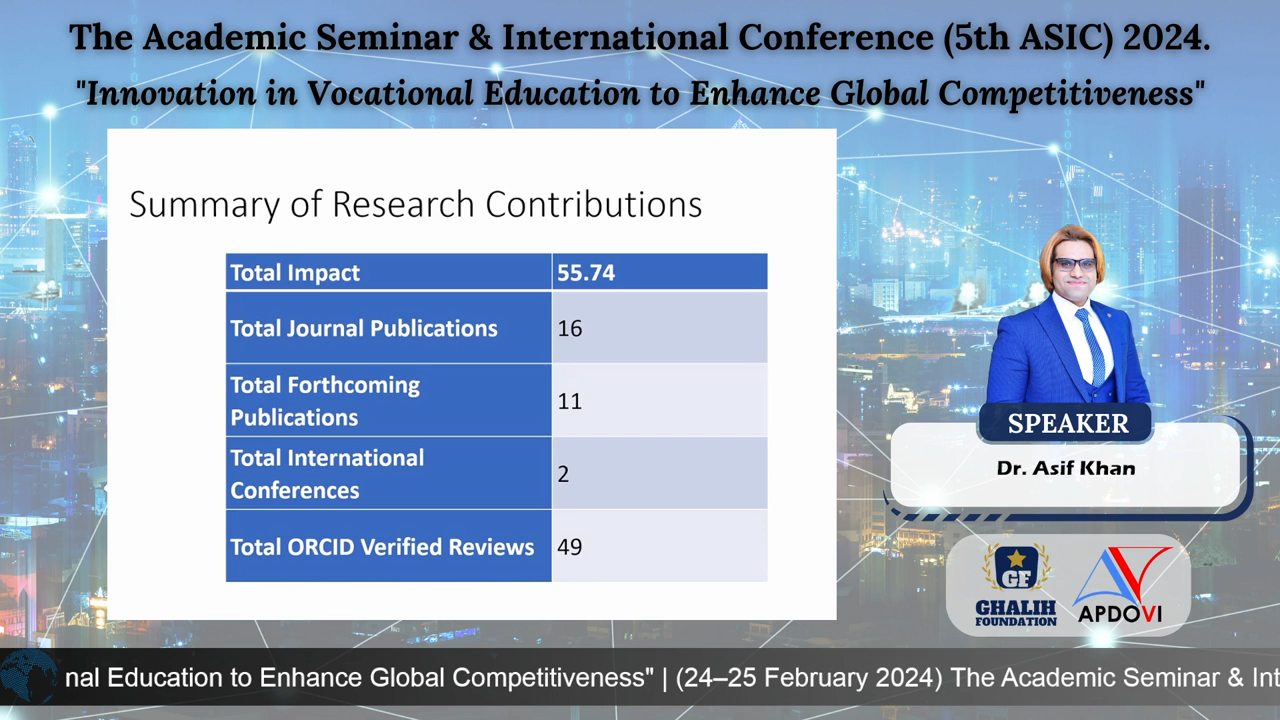 The Academic Seminar & International Conference (5th ASIC) 2024.
"Innovation in Vocational Education to Enhance Global Competitiveness"
Summary of Research Contributions
Total Impact 55.74
Total Journal Publications 16
Total Forthcoming
Publications 11
Total International
Conferences 2
Total ORCID Verified Reviews 49
SPEAKER
Dr. Asif Khan
GF
GHALIH
FOUNDATION
APDOVI
nal Education to Enhance Global Competitiveness" | (24–25 February 2024) The Academic Seminar & Int